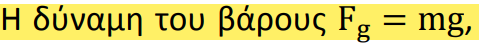 Η δύναμη του βάρους F_g = mg,